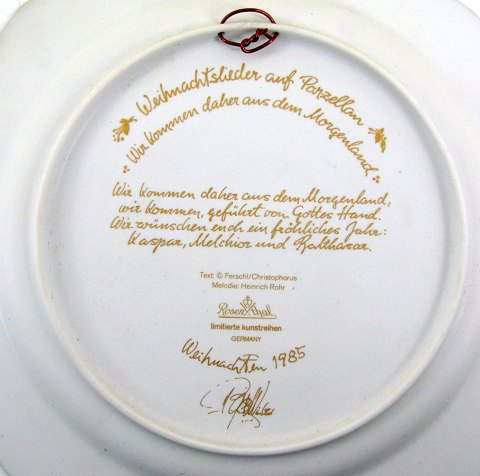 Weihnachtslieder auf Porzellan
Wir kommen daher aus dem Morgenland
Wir kommen daher aus dem Morgenland,
wir kommen, geführt von Gottes Hand.
Wir wünschen euch ein fröhliches Jahr:
Kaspar, Melchior und Balthasar.
Text: © Ferschl/Christophorus
Melodie: Heinrich Rohr
Rosenthal
limitierte kunstreihen
GERMANY
Weihnachten 1985